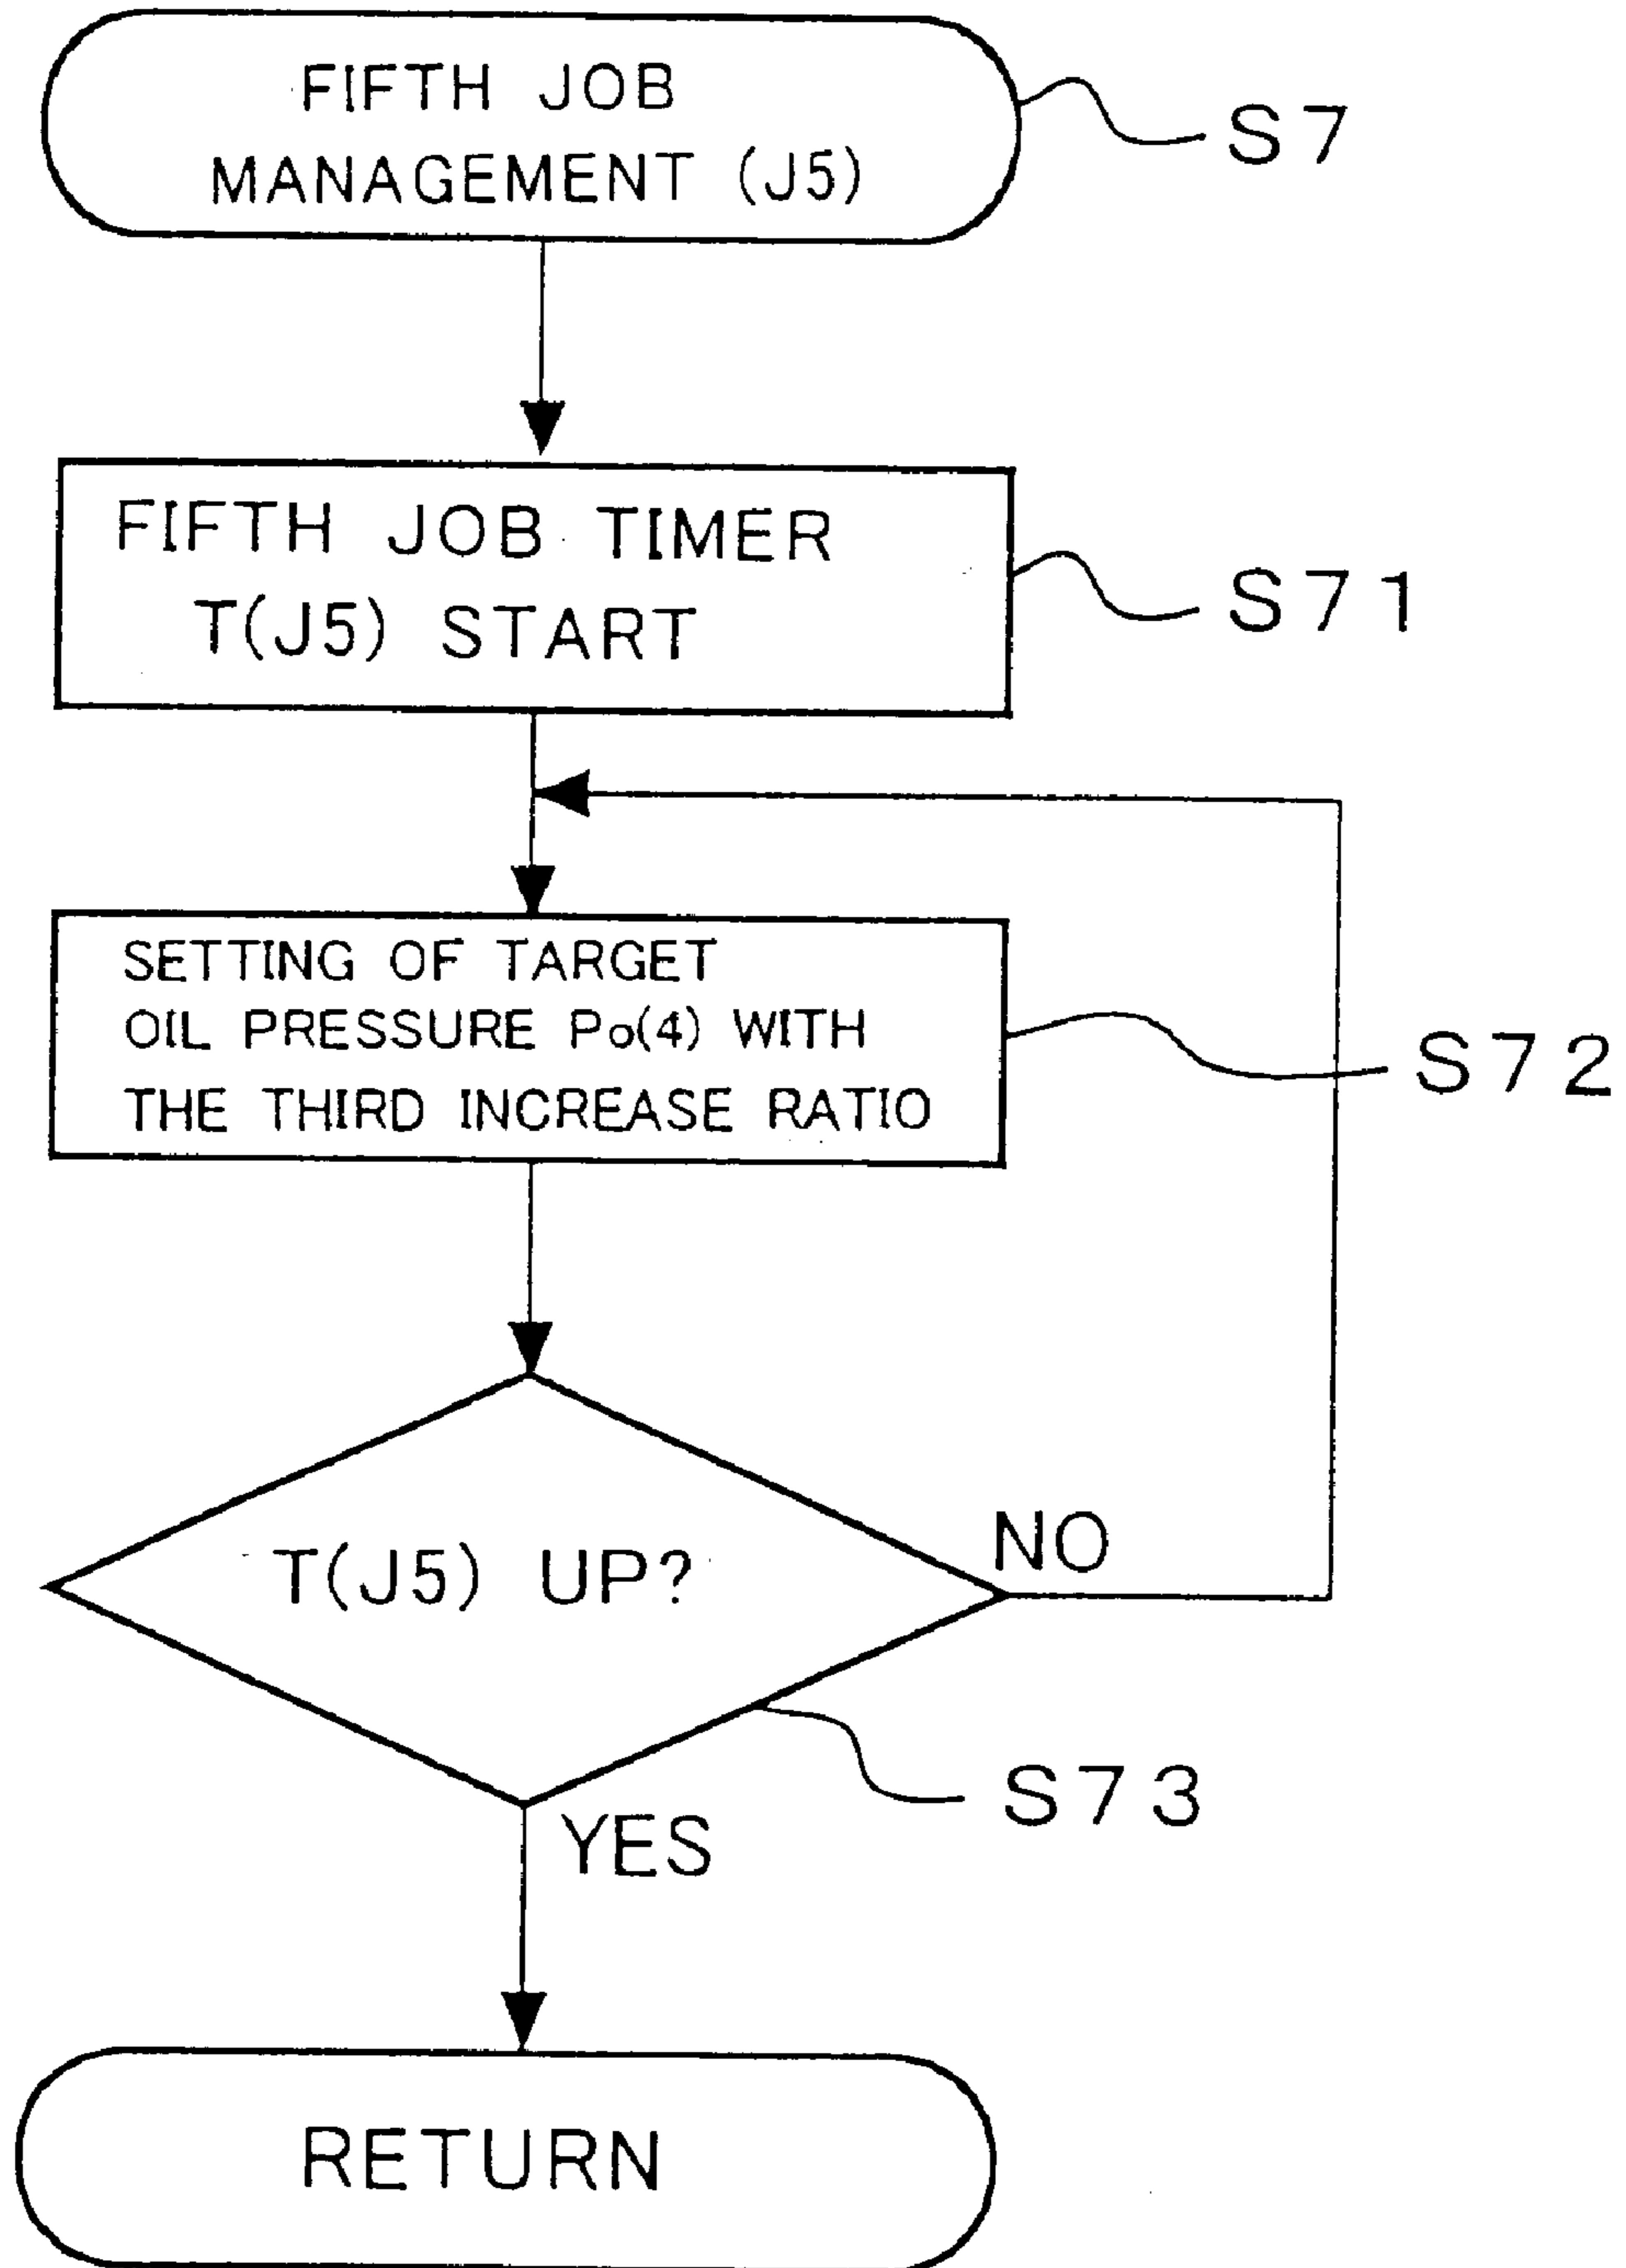 FIFTH JOB
MANAGEMENT (J5)
S7
FIFTH JOB TIMER
T(J5) START
S71
SETTING OF TARGET
OIL PRESSURE Po(4) WITH
THE THIRD INCREASE RATIO
S72
T(J5) UP?
NO
S73
YES
RETURN